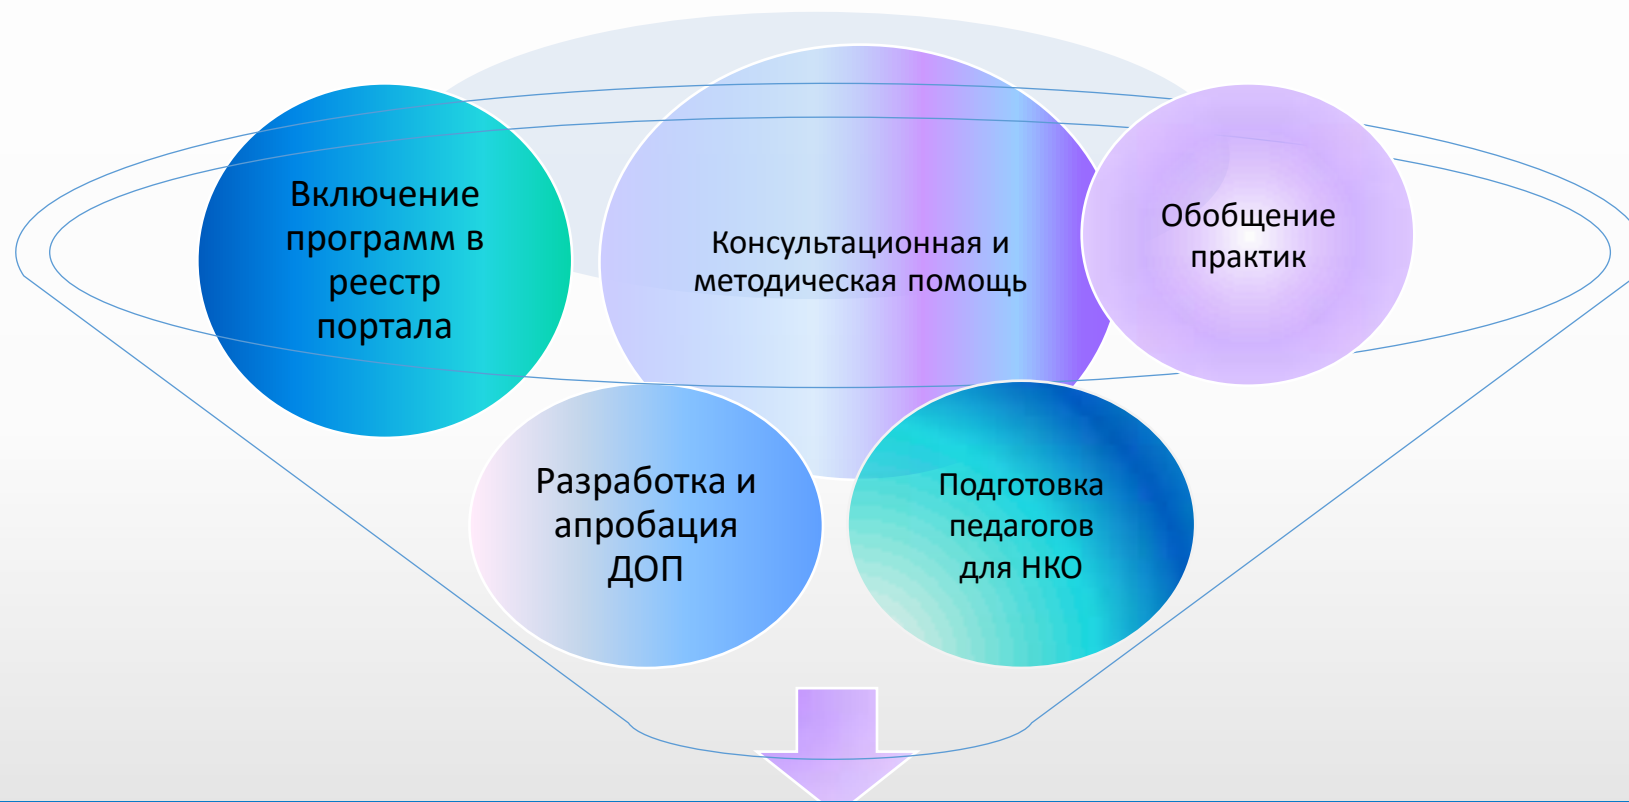 Включение
программ в
реестр
портала
Консультационная и
методическая помощь
Обобщение
практик
Разработка и
апробация
ДОП
Подготовка
педагогов
для НКО